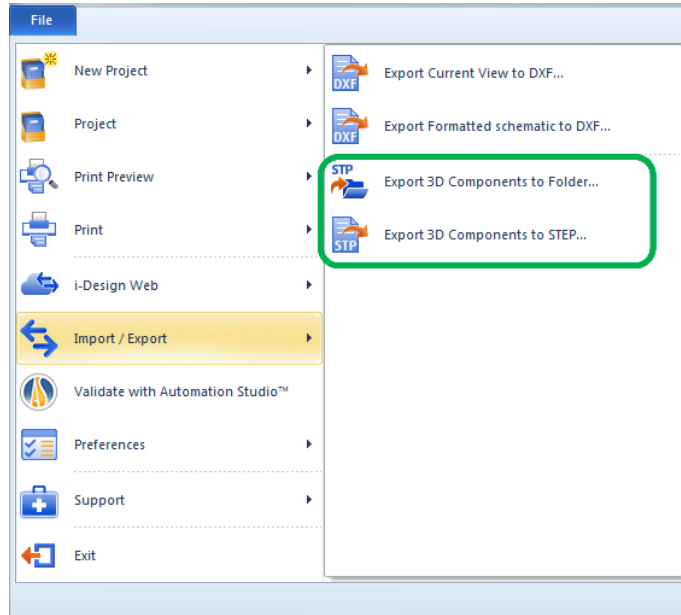 File
New Project
Project
Print Preview
Print
i-Design Web
Import / Export
Validate with Automation Studio™
Preferences
Support
Exit
DXF
Export Current View to DXF...
DXF
Export Formatted schematic to DXF...
STP
Export 3D Components to Folder...
STP
Export 3D Components to STEP...